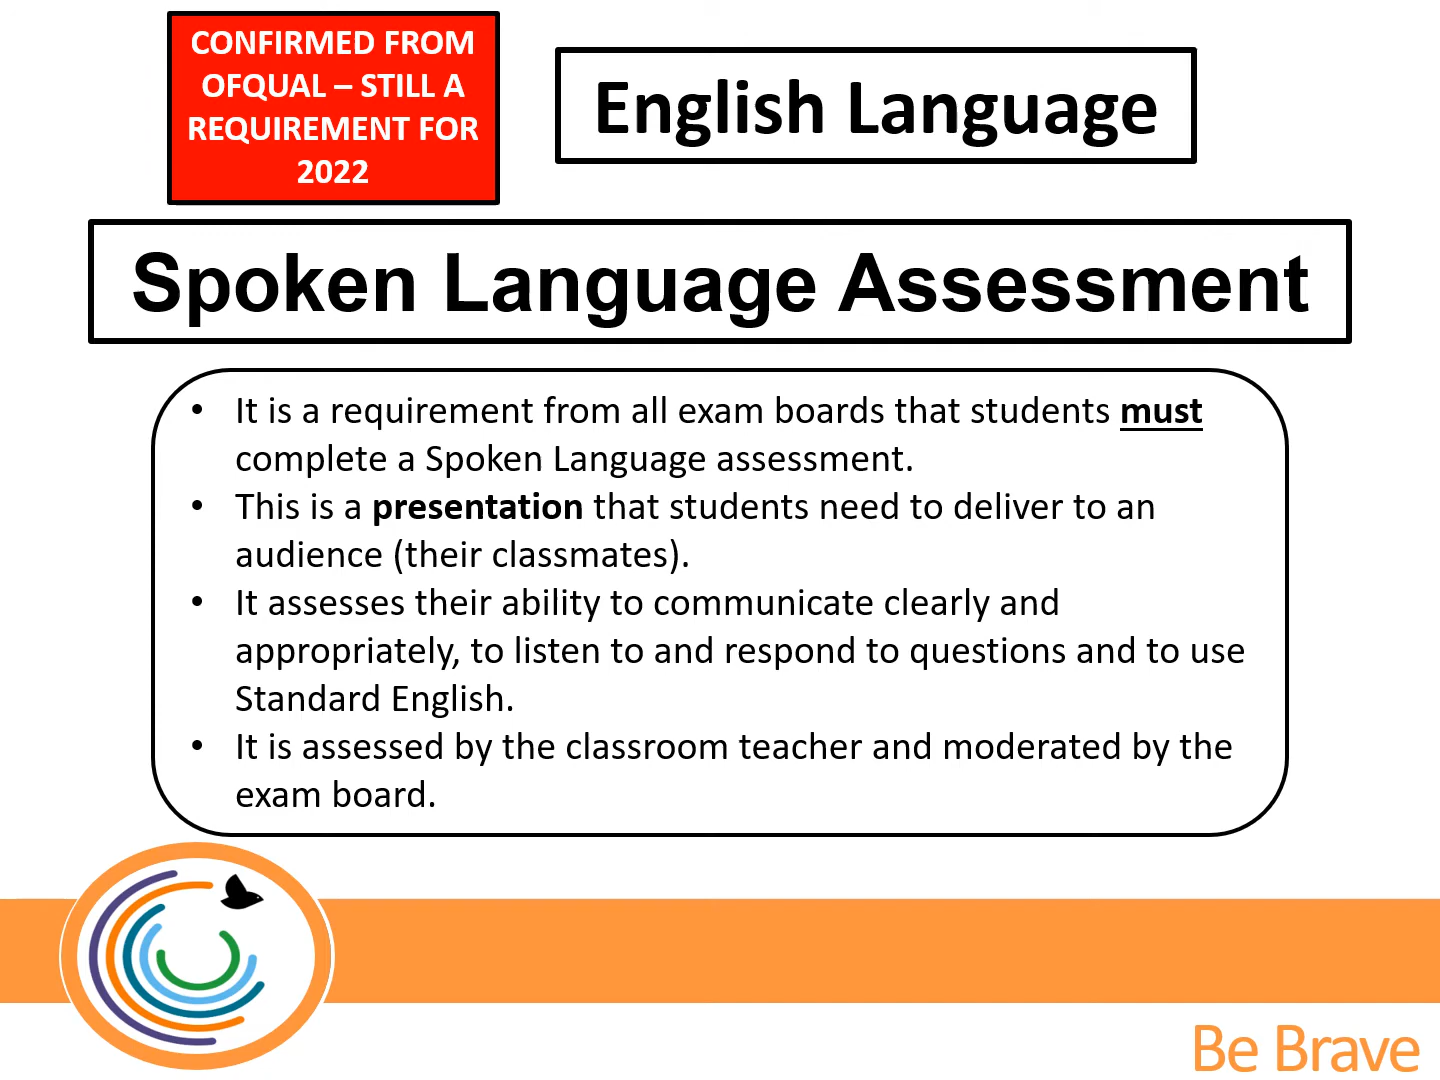 CONFIRMED FROM
OFQUAL – STILL A
REQUIREMENT FOR
2022
English Language
Spoken Language Assessment
• It is a requirement from all exam boards that students must
complete a Spoken Language assessment.
• This is a presentation that students need to deliver to an
audience (their classmates).
• It assesses their ability to communicate clearly and
appropriately, to listen to and respond to questions and to use
Standard English.
• It is assessed by the classroom teacher and moderated by the
exam board.
Be Brave